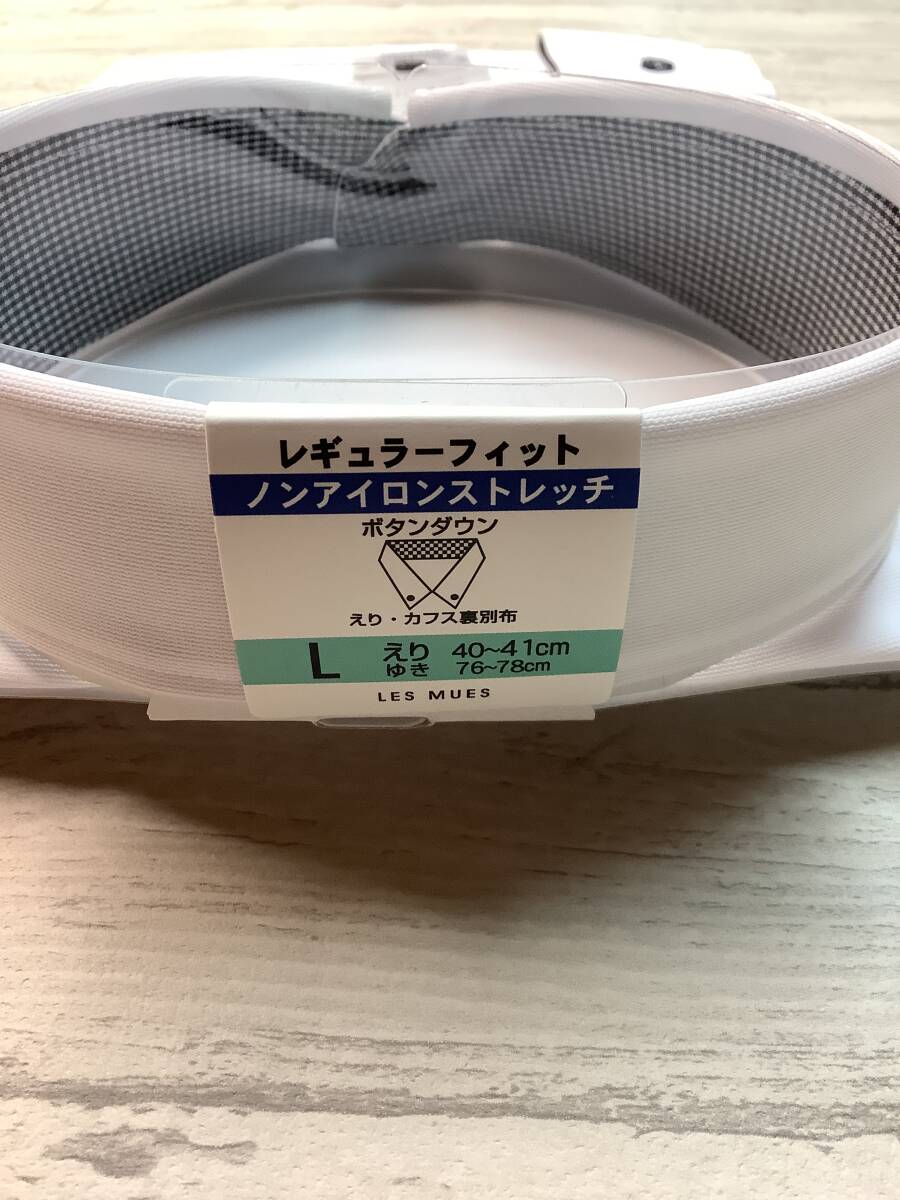 レギュラーフィット
ノンアイロンストレッチ
ボタンダウン
えり・カフス裏別布
L えり 40~41cm
ゆき 76~78cm
LES MUES